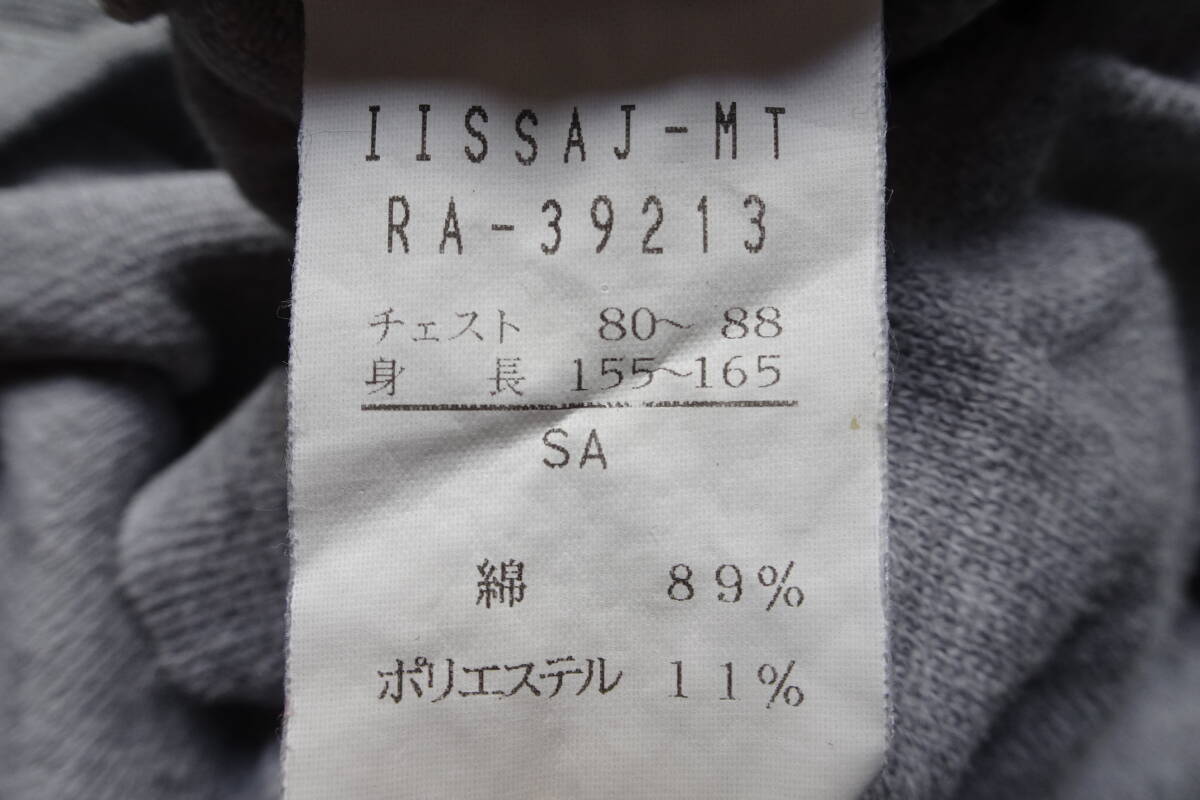 IISSAJ-MT
RA-39213
チェスト 80～ 88
身 長 155～165
SA
綿 89%
ポリエステル 11%